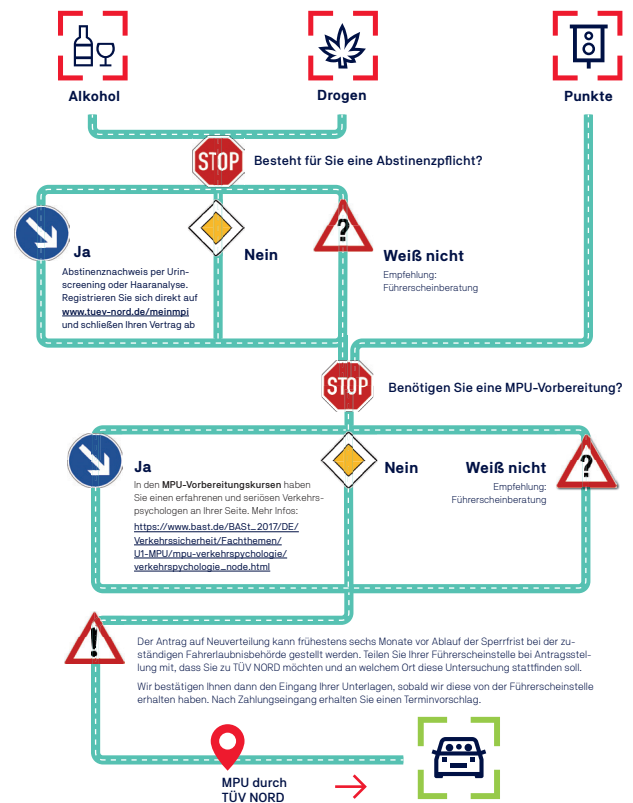 Alkohol
Drogen
Punkte
STOP
Besteht für Sie eine Abstinenzpflicht?
Ja
Abstinenznachweis per Urin-
screening oder Haaranalyse.
Registrieren Sie sich direkt auf
www.tuev-nord.de/meinmpi
und schließen Ihren Vertrag ab
Nein
?
Weiß nicht
Empfehlung:
Führerscheinberatung
STOP
Benötigen Sie eine MPU-Vorbereitung?
Ja
In den MPU-Vorbereitungskursen haben
Sie einen erfahrenen und seriösen Verkehrs-
psychologen an Ihrer Seite. Mehr Infos:
https://www.bast.de/BASt_2017/DE/
Verkehrssicherheit/Fachthemen/
U1-MPU/mpu-verkehrspsychologie/
verkehrspsychologie_node.html
Nein
Weiß nicht
Empfehlung:
Führerscheinberatung
?
!
Der Antrag auf Neuverteilung kann frühestens sechs Monate vor Ablauf der Sperrfrist bei der zu-
ständigen Fahrerlaubnisbehörde gestellt werden. Teilen Sie Ihrer Führerscheinstelle bei Antragsstel-
lung mit, dass Sie zu TÜV NORD möchten und an welchem Ort diese Untersuchung stattfinden soll.
Wir bestätigen Ihnen dann den Eingang Ihrer Unterlagen, sobald wir diese von der Führerscheinstelle
erhalten haben. Nach Zahlungseingang erhalten Sie einen Terminvorschlag.
MPU durch
TÜV NORD